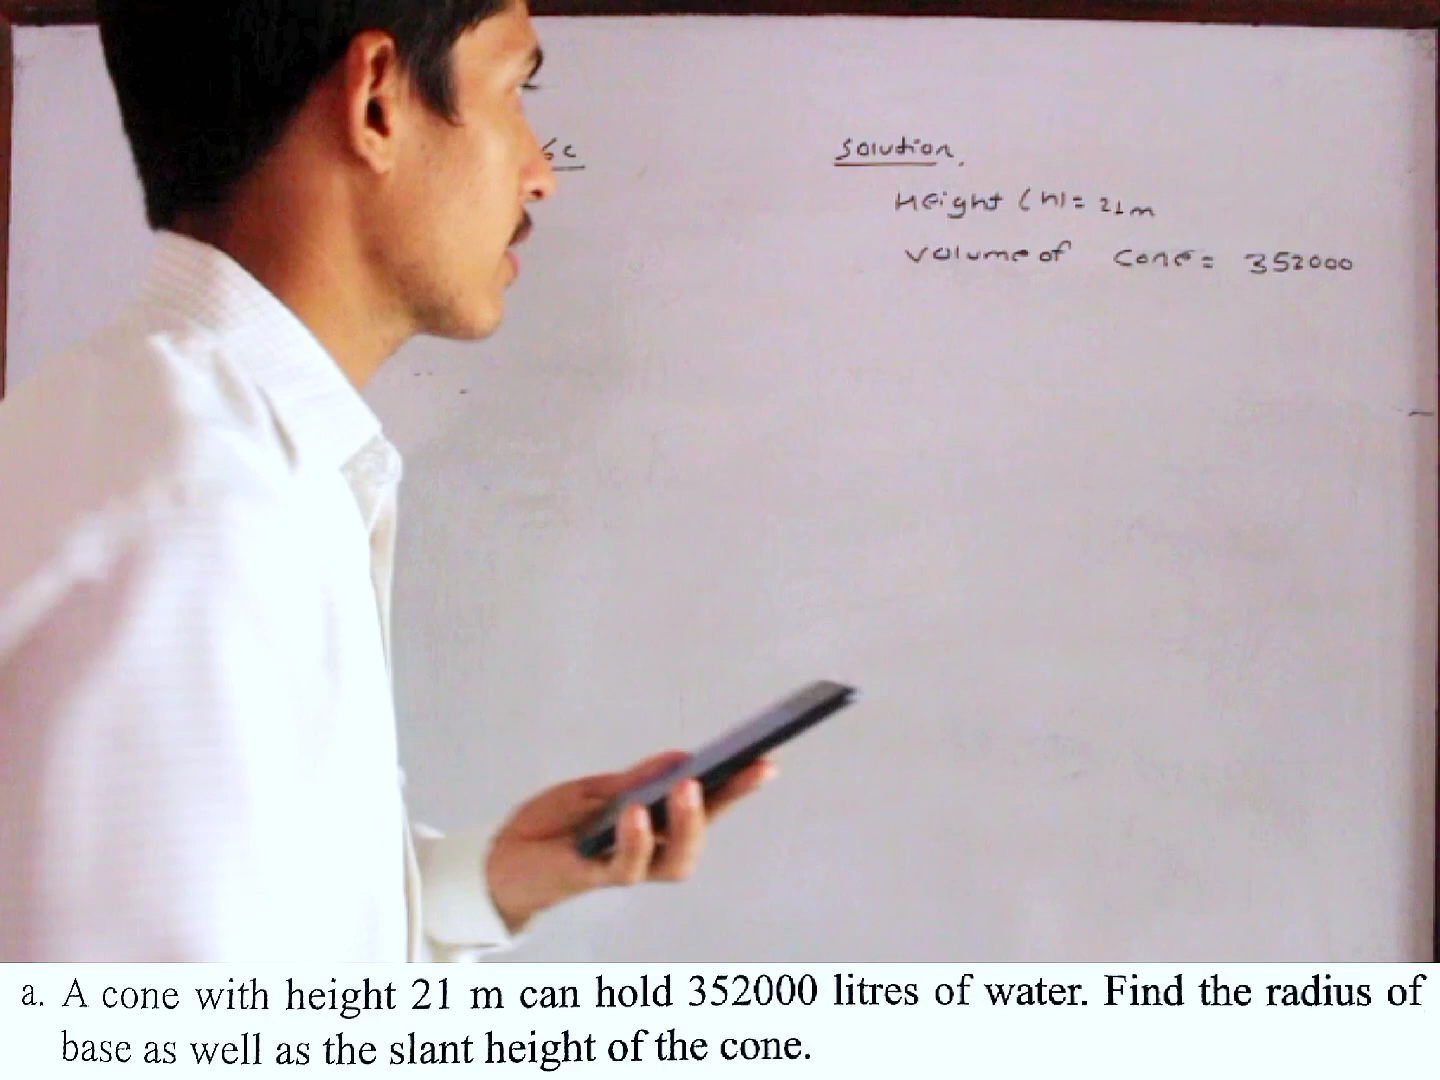 6c
Solution.
Height (h) = 21m
Volume of cone = 352000
a. A cone with height 21 m can hold 352000 litres of water. Find the radius of
base as well as the slant height of the cone.